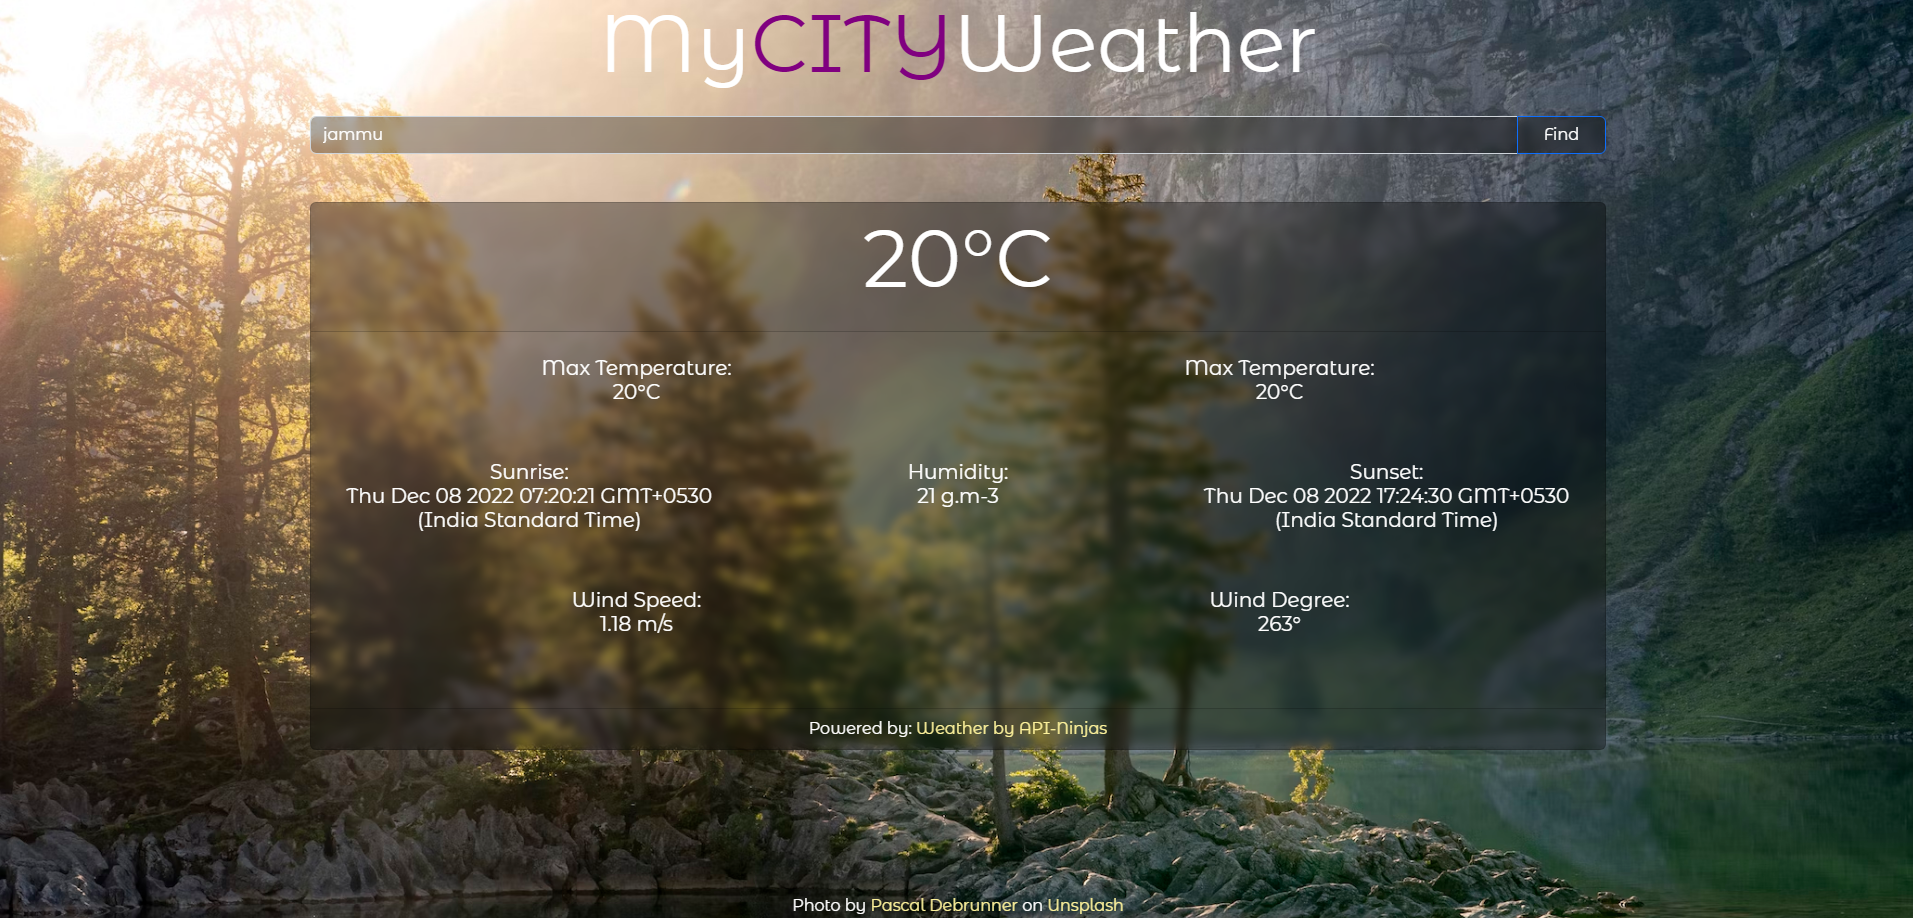 MyCITYWeather
jammu
Find
20°C
Max Temperature:
20°C
Max Temperature:
20°C
Sunrise:
Thu Dec 08 2022 07:20:21 GMT+0530
(India Standard Time)
Humidity:
21 g.m-3
Sunset:
Thu Dec 08 2022 17:24:30 GMT+0530
(India Standard Time)
Wind Speed:
1.18 m/s
Wind Degree:
263°
Powered by: Weather by API-Ninjas
Photo by Pascal Debrunner on Unsplash